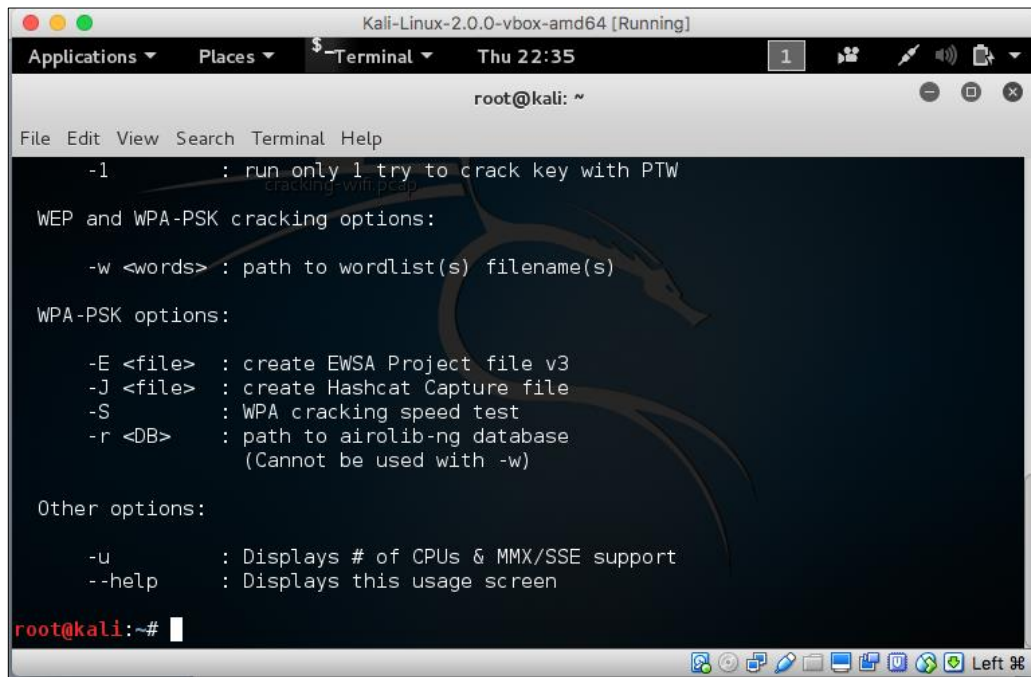 Kali-Linux-2.0.0-vbox-amd64 [Running]
Applications Places $_Terminal Thu 22:35 1
root@kali: ~
File Edit View Search Terminal Help
-1 : run only 1 try to crack key with PTW
cracking-wifi.pcap
WEP and WPA-PSK cracking options:
-w <words> : path to wordlist(s) filename(s)
WPA-PSK options:
-E <file> : create EWSA Project file v3
-J <file> : create Hashcat Capture file
-S : WPA cracking speed test
-r <DB> : path to airolib-ng database
(Cannot be used with -w)
Other options:
-u : Displays # of CPUs & MMX/SSE support
--help : Displays this usage screen
root@kali:~#
Left ⌘